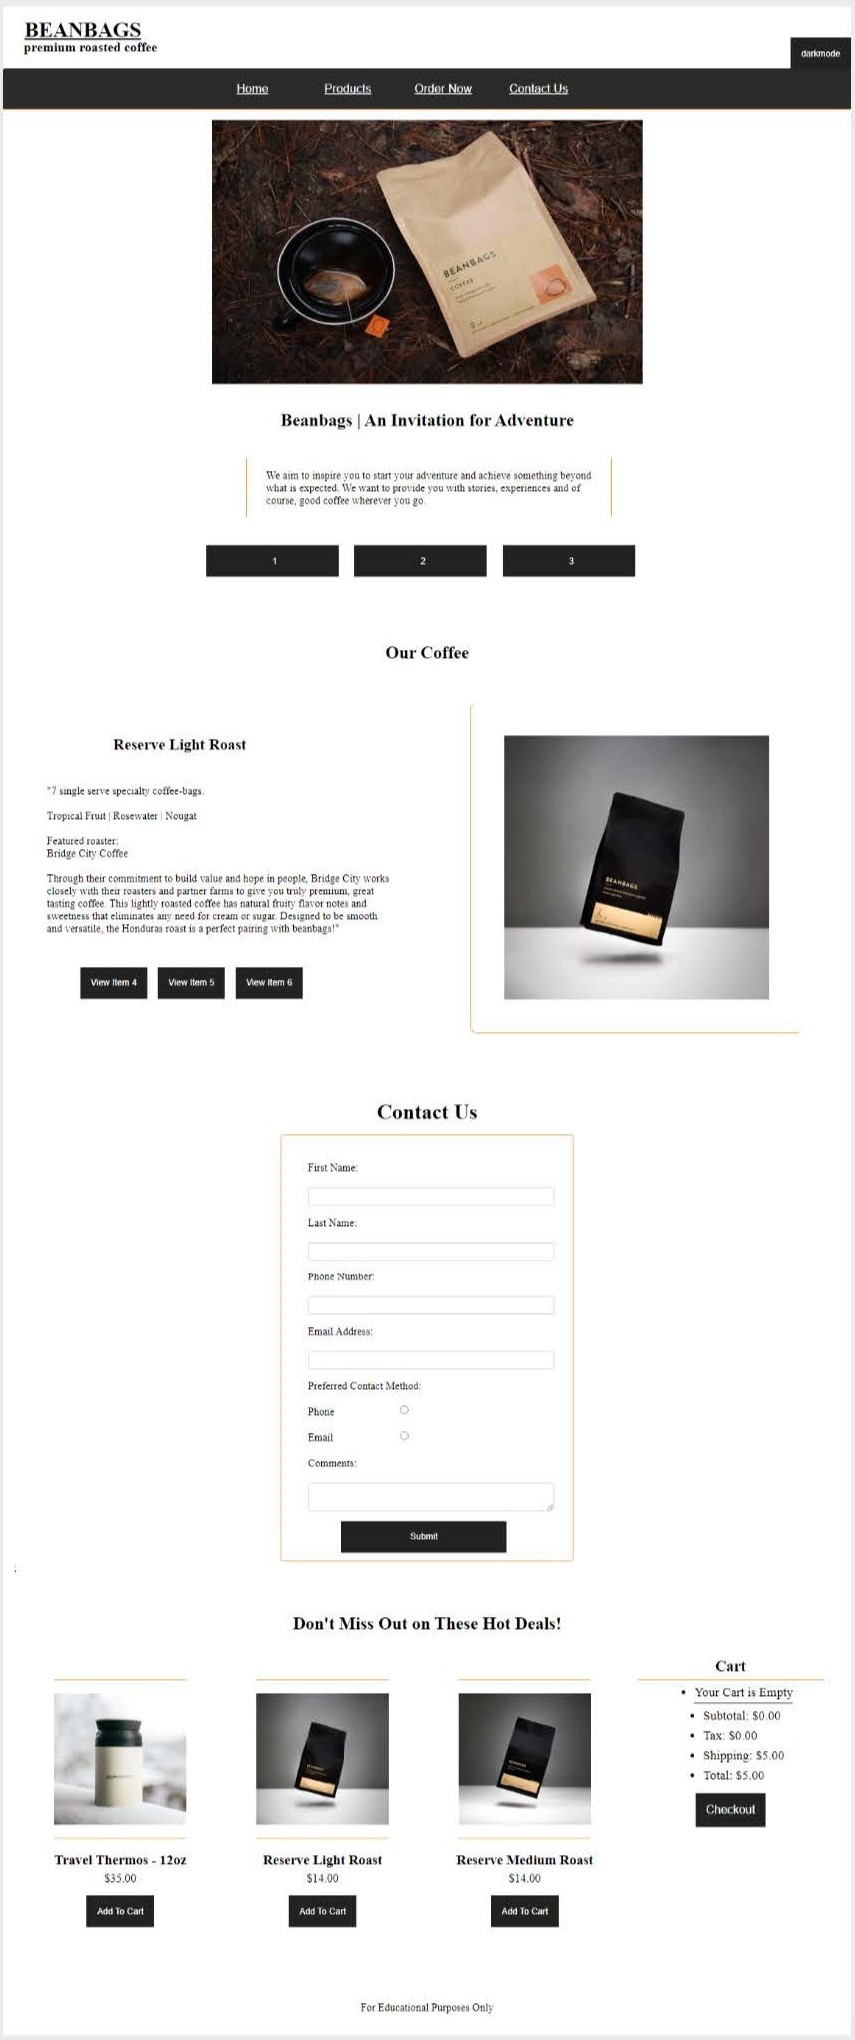 BEANBAGS
premium roasted coffee
darkmode
Home Products Order Now Contact Us
BEANBAGS
COFFEE
Beanbags | An Invitation for Adventure
We aim to inspire you to start your adventure and achieve something beyond
what is expected. We want to provide you with stories, experiences and of
course, good coffee wherever you go.
1 2 3
Our Coffee
Reserve Light Roast
"7 single serve specialty coffee-bags.
Tropical Fruit | Rosewater | Nougat
Featured roaster:
Bridge City Coffee
Through their commitment to build value and hope in people, Bridge City works
closely with their roasters and partner farms to give you truly premium, great
tasting coffee. This lightly roasted coffee has natural fruity flavor notes and
sweetness that eliminates any need for cream or sugar. Designed to be smooth
and versatile, the Honduras roast is a perfect pairing with beanbags!"
View Item 4 View Item 5 View Item 6
BEANBAGS
Contact Us
First Name:
Last Name:
Phone Number:
Email Address:
Preferred Contact Method:
Phone
Email
Comments:
Submit
;
Don't Miss Out on These Hot Deals!
Travel Thermos - 12oz
$35.00
Add To Cart
Reserve Light Roast
$14.00
Add To Cart
Reserve Medium Roast
$14.00
Add To Cart
Cart
Your Cart is Empty
Subtotal: $0.00
Tax: $0.00
Shipping: $5.00
Total: $5.00
Checkout
For Educational Purposes Only